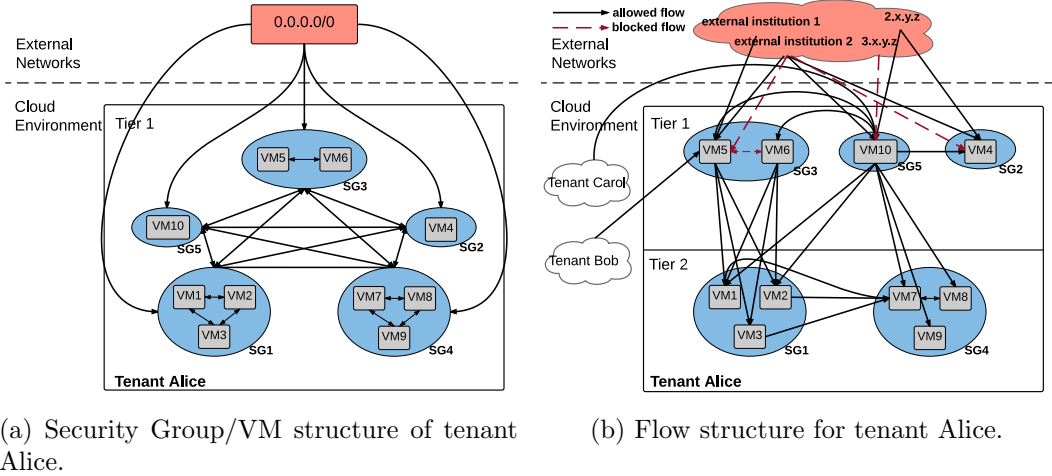 0.0.0.0/0
External
Networks
Cloud
Environment
Tier 1
VM5
VM6
SG3
VM10
SG5
VM4
SG2
VM1
VM2
VM3
SG1
VM7
VM8
VM9
SG4
Tenant Alice
(a) Security Group/VM structure of tenant
Alice.
allowed flow
blocked flow
external institution 1
2.x.y.z
external institution 2
3.x.y.z
External
Networks
Cloud
Environment
Tier 1
VM5
VM6
SG3
VM10
SG5
VM4
SG2
Tenant Carol
Tenant Bob
Tier 2
VM1
VM2
VM3
SG1
VM7
VM8
VM9
SG4
Tenant Alice
(b) Flow structure for tenant Alice.